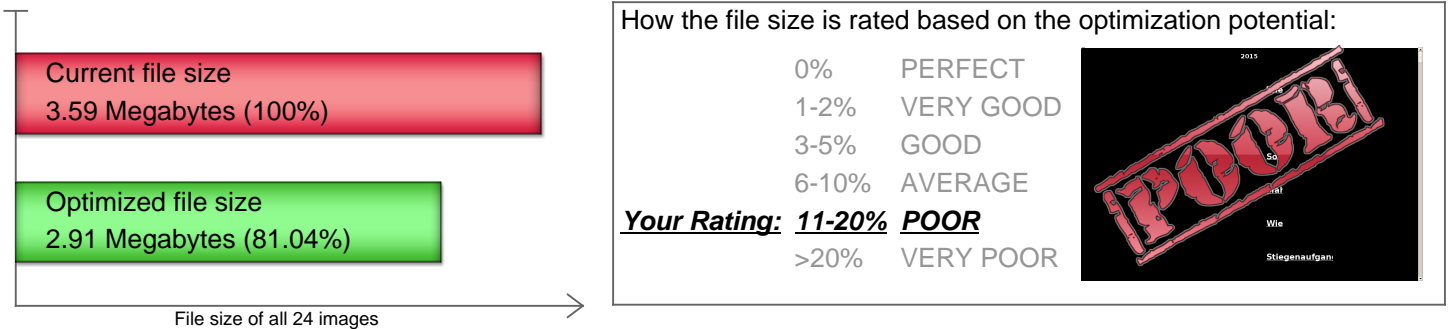 Current file size
3.59 Megabytes (100%)
Optimized file size
2.91 Megabytes (81.04%)
File size of all 24 images
How the file size is rated based on the optimization potential:
0% PERFECT
1-2% VERY GOOD
3-5% GOOD
6-10% AVERAGE
Your Rating: 11-20% POOR
>20% VERY POOR
2015
POOR
So
Wie
Stiegenaufgan